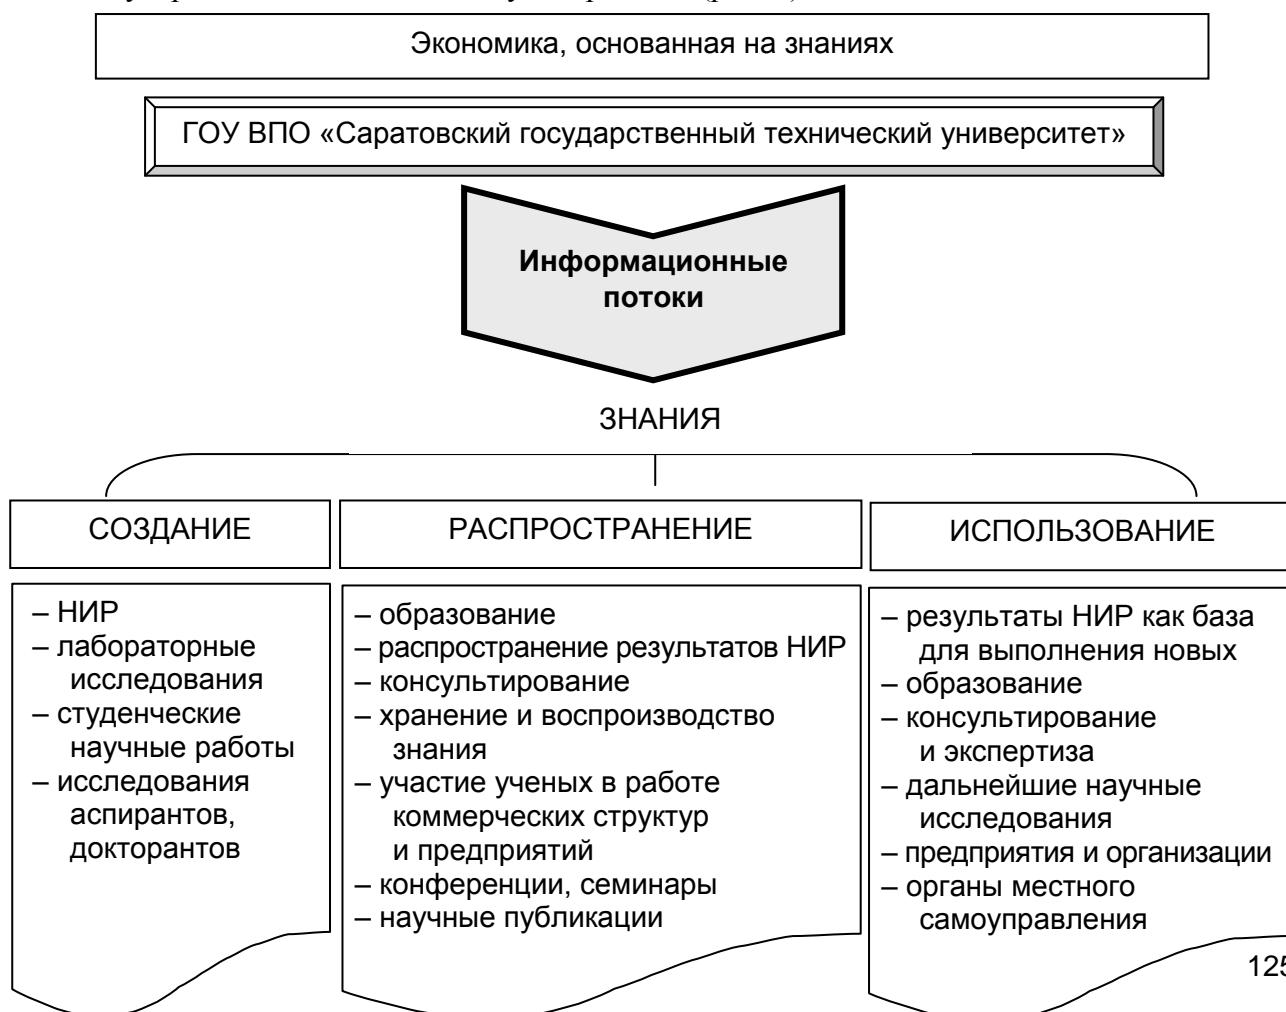 Экономика, основанная на знаниях
ГОУ ВПО «Саратовский государственный технический университет»
Информационные
потоки
ЗНАНИЯ
СОЗДАНИЕ
– НИР
– лабораторные
исследования
– студенческие
научные работы
– исследования
аспирантов,
докторантов
РАСПРОСТРАНЕНИЕ
– образование
– распространение результатов НИР
– консультирование
– хранение и воспроизводство
знания
– участие ученых в работе
коммерческих структур
и предприятий
– конференции, семинары
– научные публикации
ИСПОЛЬЗОВАНИЕ
– результаты НИР как база
для выполнения новых
– образование
– консультирование
и экспертиза
– дальнейшие научные
исследования
– предприятия и организации
– органы местного
самоуправления
125